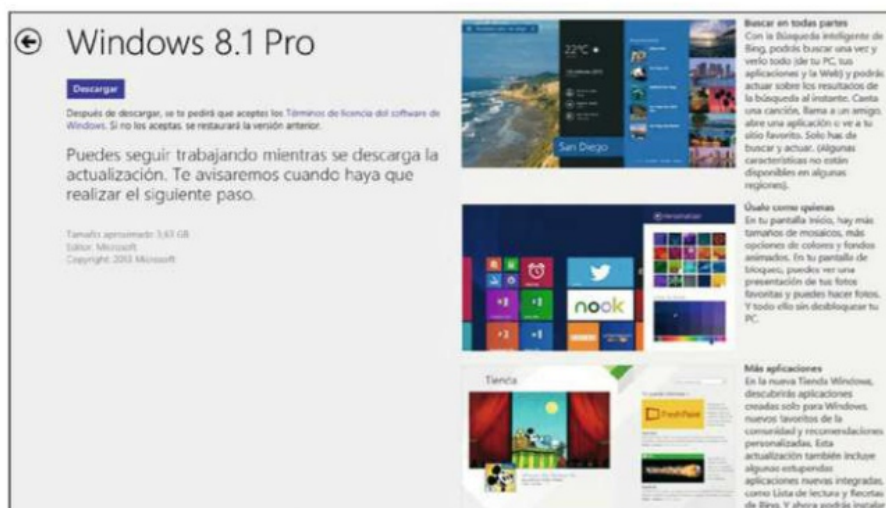 Windows 8.1 Pro
Descargar
Después de descargar, se te pedirá que aceptes los Términos de licencia del software de
Windows. Si no los aceptas, se restaurará la versión anterior.
Puedes seguir trabajando mientras se descarga la
actualización. Te avisaremos cuando haya que
realizar el siguiente paso.
Tamaño aproximado 3,63 GB
Editor: Microsoft
Copyright: 2013 Microsoft
22°C
San Diego
Buscar en todas partes
Con la Búsqueda inteligente de
Bing, podrás buscar una vez y
verlo todo (de tu PC, tus
aplicaciones y la Web) y podrás
actuar sobre los resultados de
la búsqueda al instante. Canta
una canción, llama a un amigo,
abre una aplicación o ve a tu
sitio favorito. Solo has de
buscar y actuar. (Algunas
características no están
disponibles en algunas
regiones).
Personalizar
nook
Úsalo como quieras
En tu pantalla Inicio, hay más
tamaños de mosaicos, más
opciones de colores y fondos
animados. En tu pantalla de
bloqueo, puedes ver una
presentación de tus fotos
favoritas y puedes hacer fotos.
Y todo ello sin desbloquear tu
PC.
Tienda
FreshPaint
Más aplicaciones
En la nueva Tienda Windows,
descubrirás aplicaciones
creadas solo para Windows,
nuevos favoritos de la
comunidad y recomendaciones
personalizadas. Esta
actualización también incluye
algunas estupendas
aplicaciones nuevas integradas,
como Lista de lectura y Recetas
de Bing. Y ahora podrás instalar